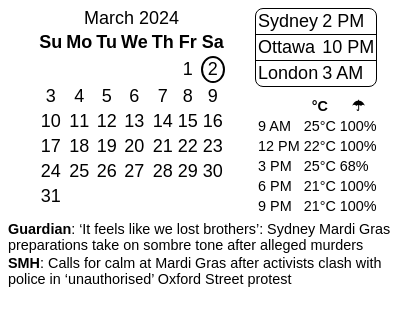 March 2024
Su Mo Tu We Th Fr Sa
1 2
3 4 5 6 7 8 9
10 11 12 13 14 15 16
17 18 19 20 21 22 23
24 25 26 27 28 29 30
31
Sydney 2 PM
Ottawa 10 PM
London 3 AM
°C ☂
9 AM 25°C 100%
12 PM 22°C 100%
3 PM 25°C 68%
6 PM 21°C 100%
9 PM 21°C 100%
Guardian: ‘It feels like we lost brothers’: Sydney Mardi Gras
preparations take on sombre tone after alleged murders
SMH: Calls for calm at Mardi Gras after activists clash with
police in ‘unauthorised’ Oxford Street protest